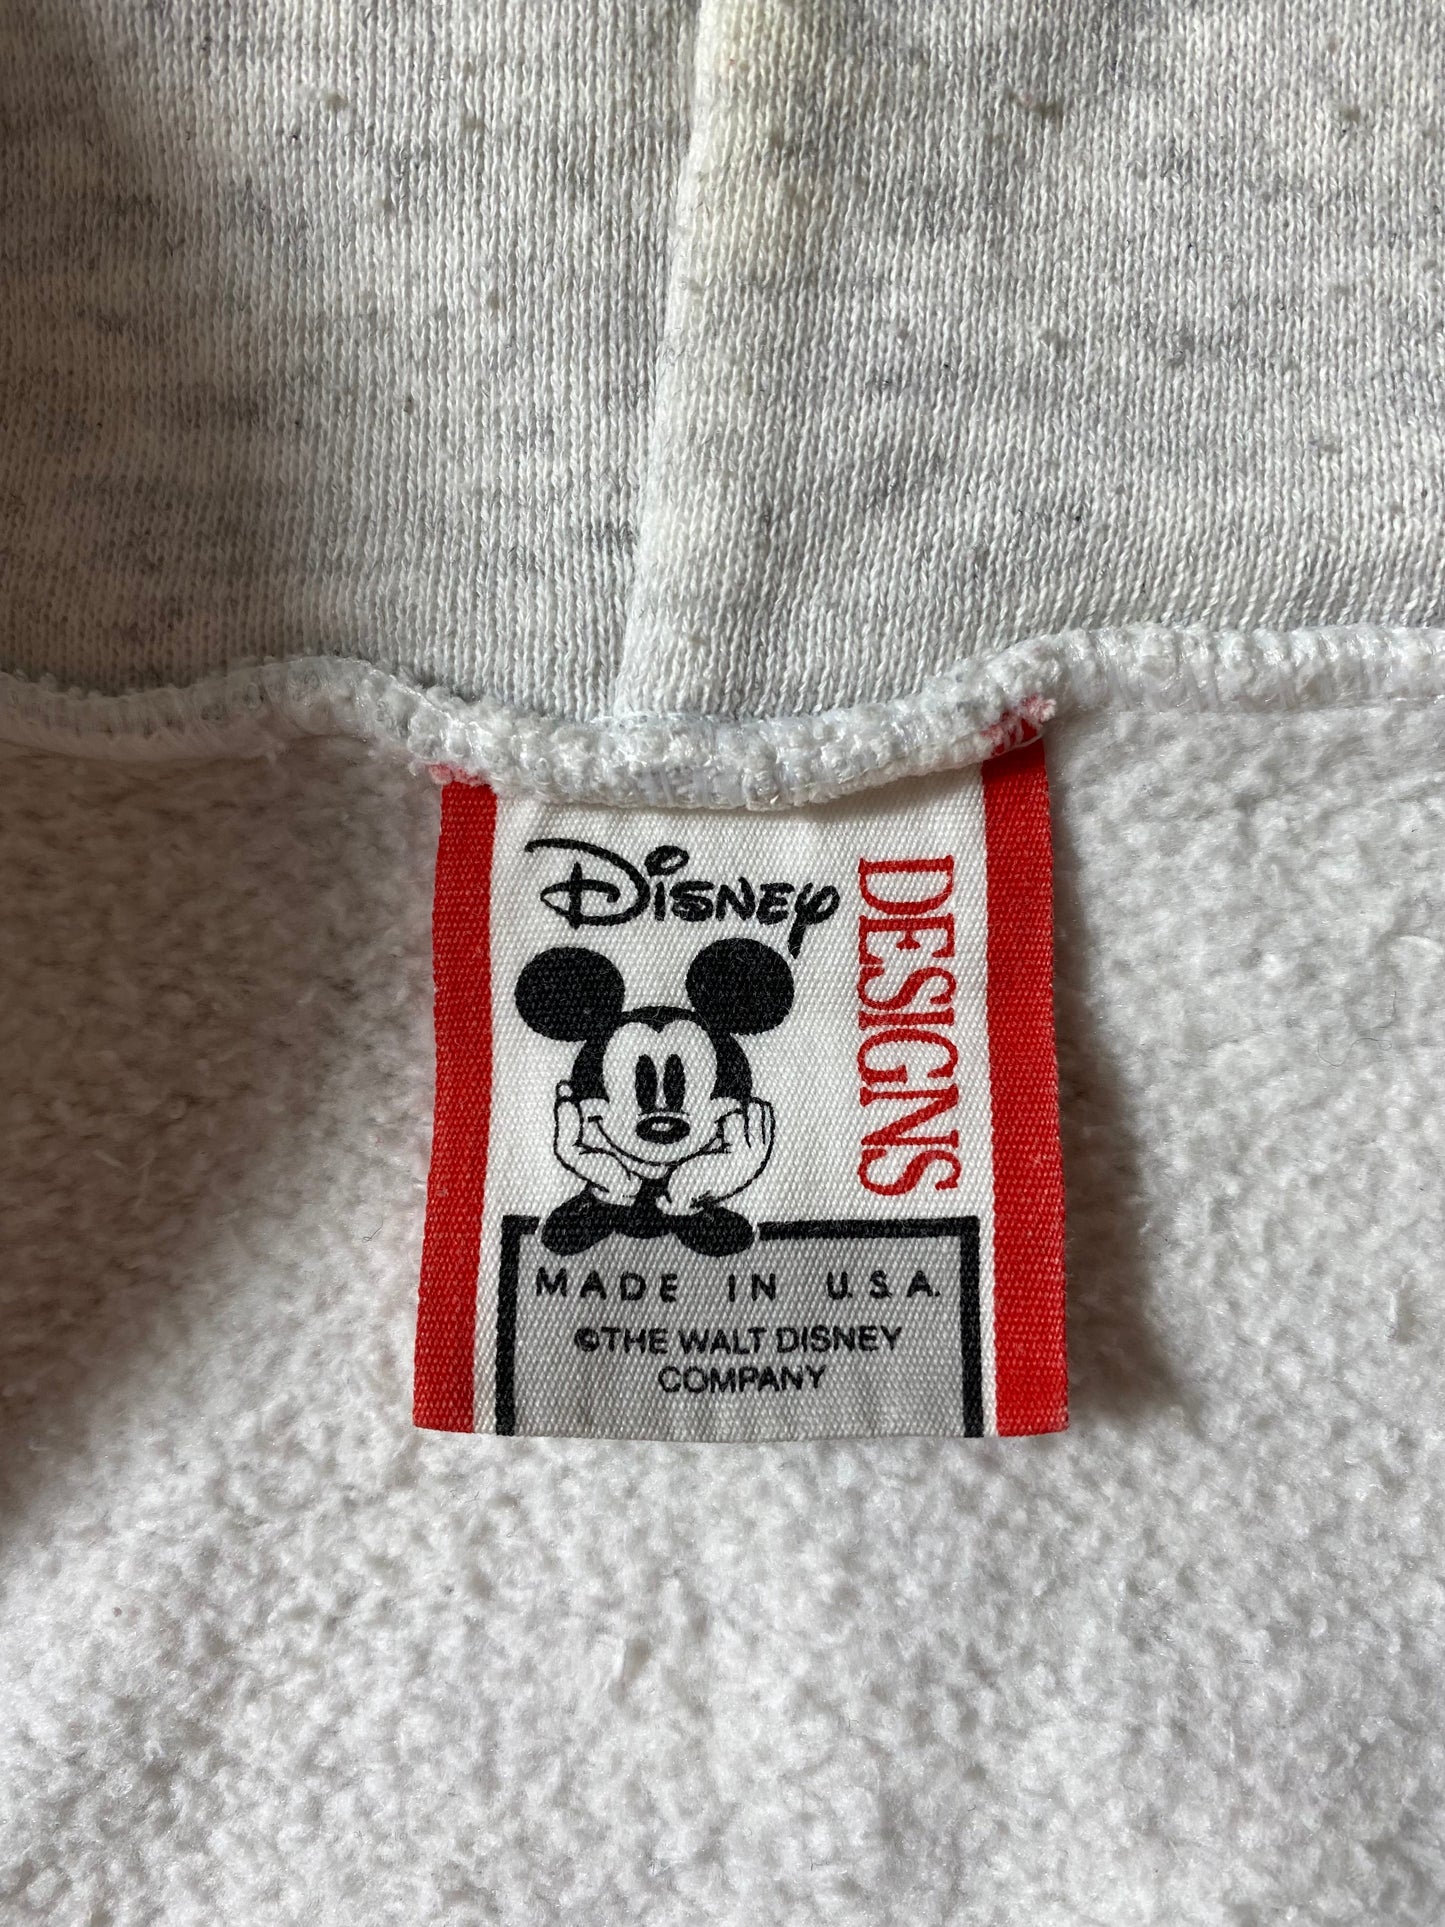 Disney
DESIGNS
MADE IN U.S.A.
©THE WALT DISNEY
COMPANY